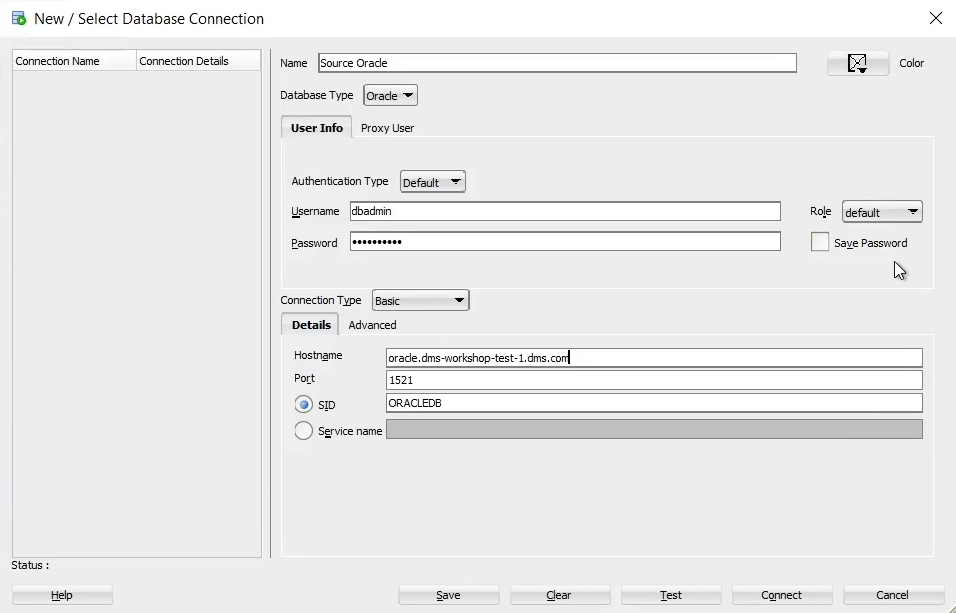 New / Select Database Connection
Connection Name Connection Details
Name Source Oracle Color
Database Type Oracle
User Info Proxy User
Authentication Type Default
Username dbadmin Role default
Password •••••••••• Save Password
Connection Type Basic
Details Advanced
Hostname oracle.dms-workshop-test-1.dms.com
Port 1521
SID ORACLEDB
Service name
Status :
Help Save Clear Test Connect Cancel